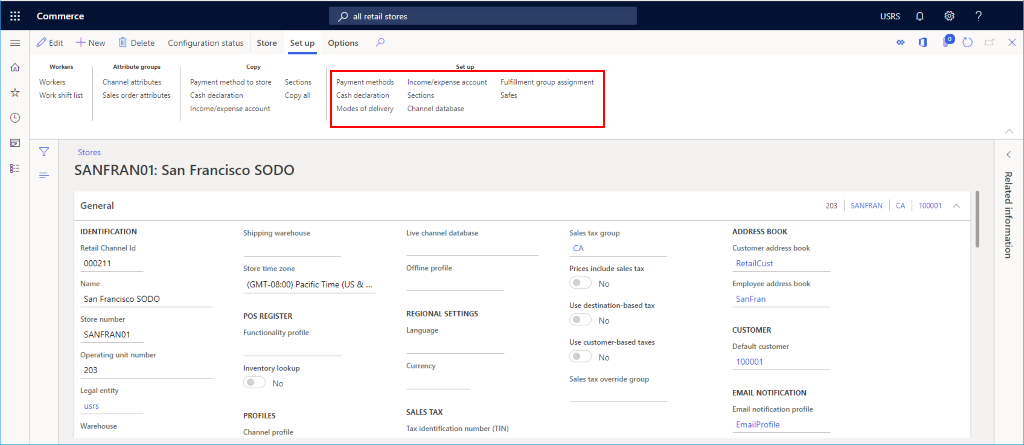 Commerce
all retail stores
USRS
?
Edit
New
Delete
Configuration status
Store
Set up
Options
0
Workers
Workers
Work shift list
Attribute groups
Channel attributes
Sales order attributes
Copy
Payment method to store
Cash declaration
Income/expense account
Sections
Copy all
Set up
Payment methods
Cash declaration
Modes of delivery
Income/expense account
Sections
Channel database
Fulfillment group assignment
Safes
Stores
SANFRAN01: San Francisco SODO
General
203 SANFRAN CA 100001
IDENTIFICATION
Retail Channel Id
000211
Name
San Francisco SODO
Store number
SANFRAN01
Operating unit number
203
Legal entity
usrs
Warehouse
Shipping warehouse
Store time zone
(GMT-08:00) Pacific Time (US & ...
POS REGISTER
Functionality profile
Inventory lookup
No
PROFILES
Channel profile
Live channel database
Offline profile
REGIONAL SETTINGS
Language
Currency
SALES TAX
Tax identification number (TIN)
Sales tax group
CA
Prices include sales tax
No
Use destination-based tax
No
Use customer-based taxes
No
Sales tax override group
ADDRESS BOOK
Customer address book
RetailCust
Employee address book
SanFran
CUSTOMER
Default customer
100001
EMAIL NOTIFICATION
Email notification profile
EmailProfile
Related information